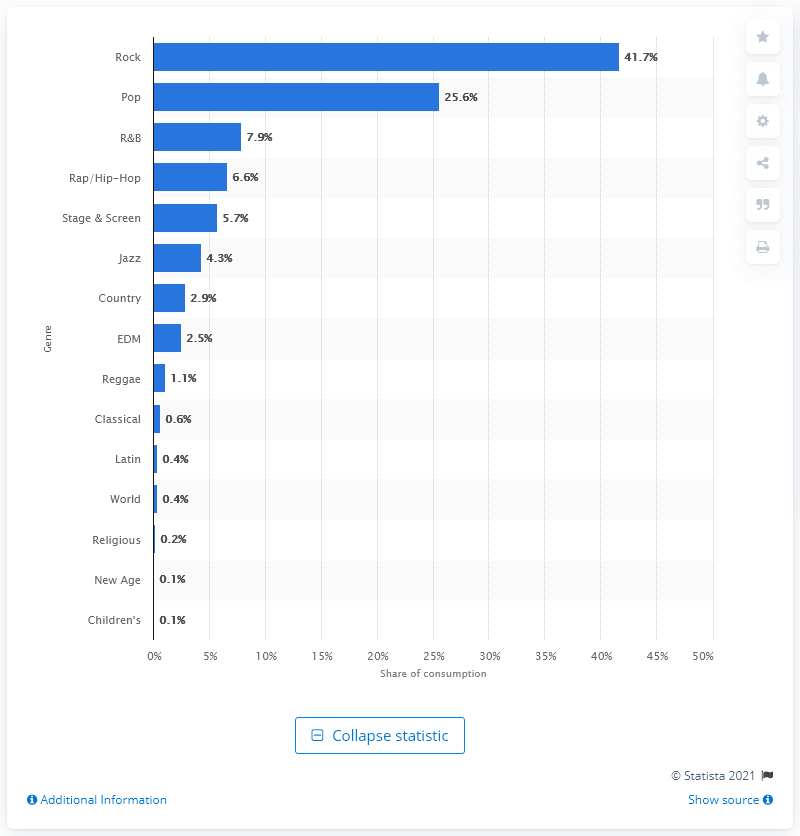 Rock 41.7%
Pop 25.6%
R&B 7.9%
Rap/Hip-Hop 6.6%
Stage & Screen 5.7%
Jazz 4.3%
Country 2.9%
Genre
EDM 2.5%
Reggae 1.1%
Classical 0.6%
Latin 0.4%
World 0.4%
Religious 0.2%
New Age 0.1%
Children's 0.1%
0% 5% 10% 15% 20% 25% 30% 35% 40% 45% 50%
Share of consumption
Collapse statistic
© Statista 2021
Additional Information Show source